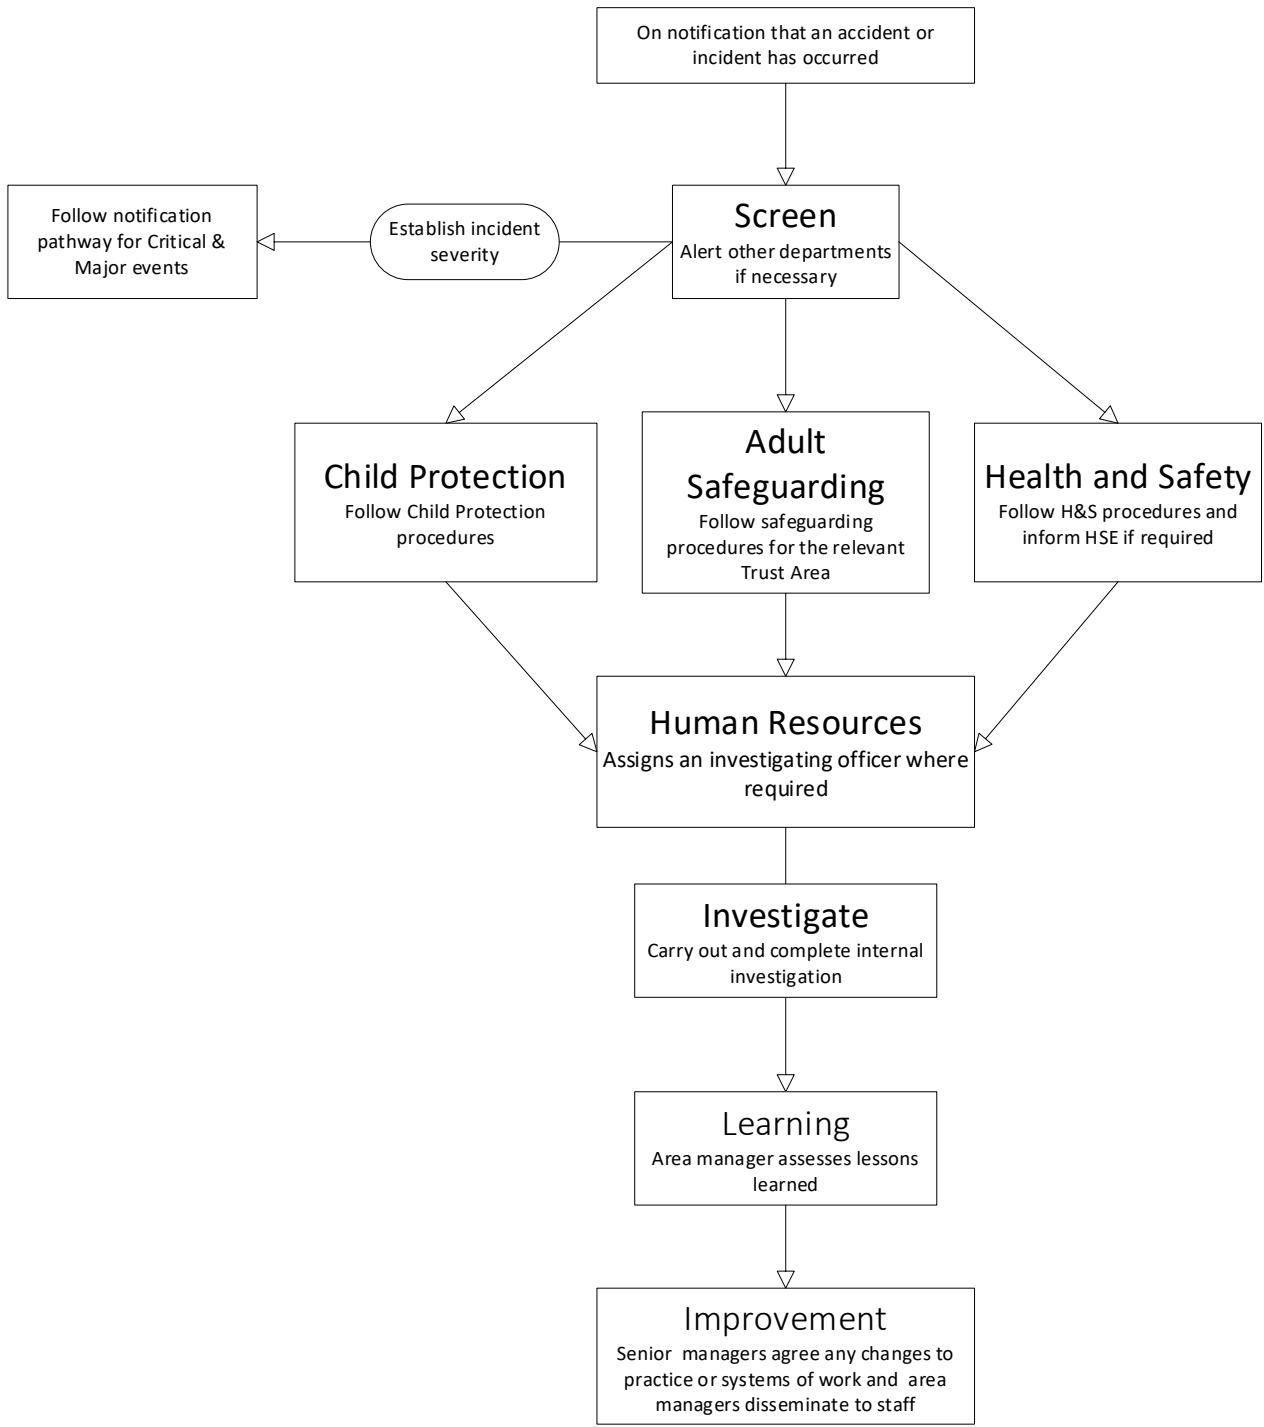 On notification that an accident or
incident has occurred
Follow notification
pathway for Critical &
Major events
Establish incident
severity
Screen
Alert other departments
if necessary
Child Protection
Follow Child Protection
procedures
Adult
Safeguarding
Follow safeguarding
procedures for the relevant
Trust Area
Health and Safety
Follow H&S procedures and
inform HSE if required
Human Resources
Assigns an investigating officer where
required
Investigate
Carry out and complete internal
investigation
Learning
Area manager assesses lessons
learned
Improvement
Senior  managers agree any changes to
practice or systems of work and  area
managers disseminate to staff